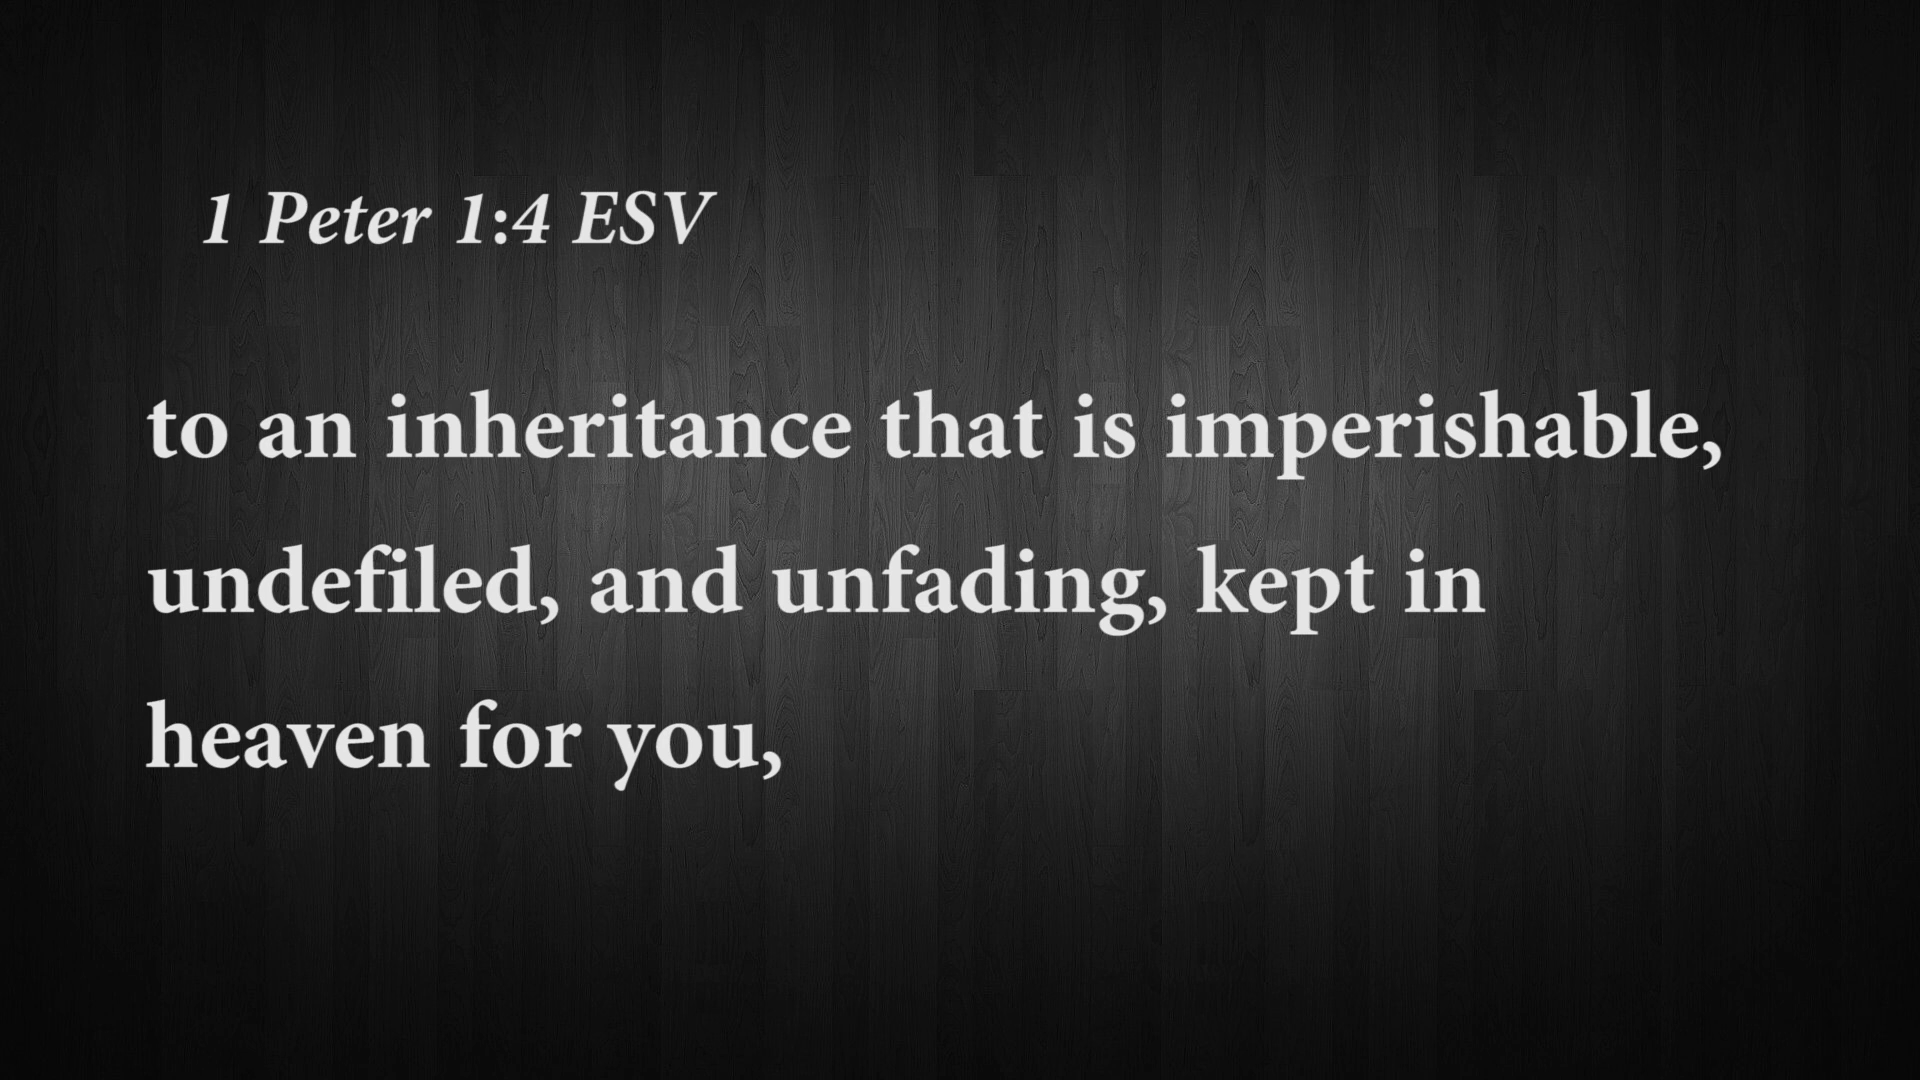 1 Peter 1:4 ESV
to an inheritance that is imperishable,
undefiled, and unfading, kept in
heaven for you,